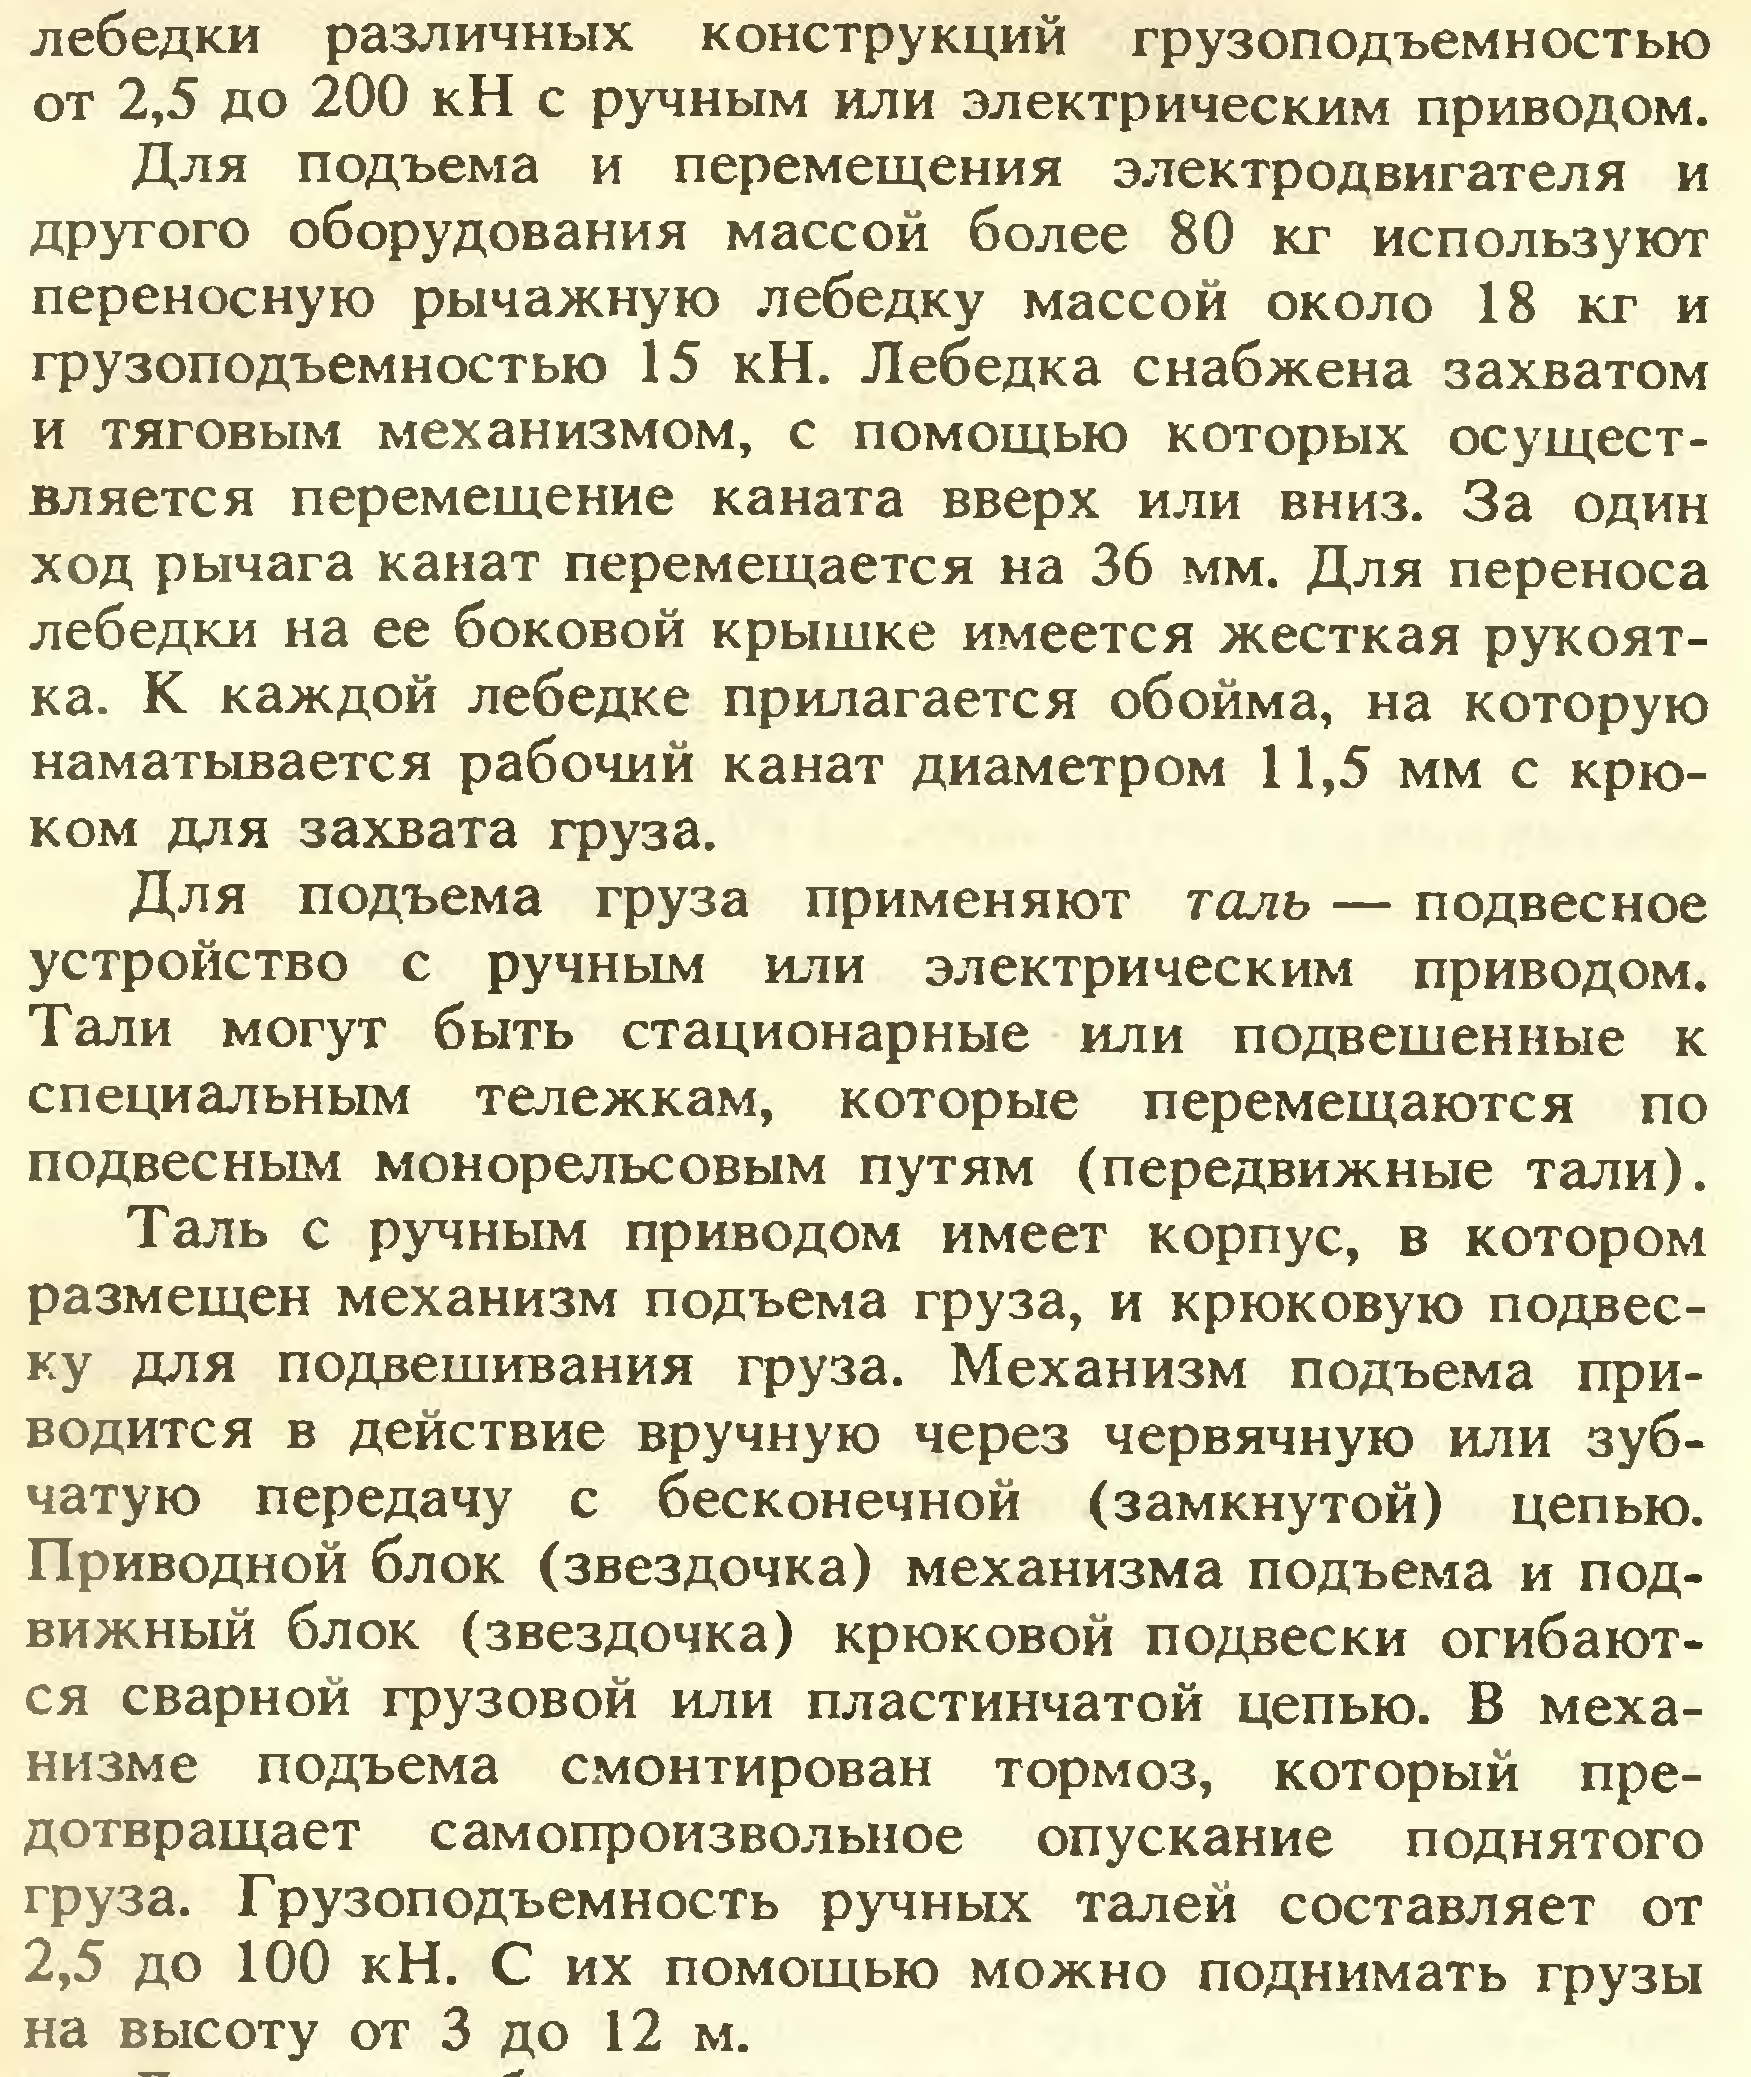 лебедки различных конструкций грузоподъемностью
от 2,5 до 200 кН с ручным или электрическим приводом.
Для подъема и перемещения электродвигателя и
другого оборудования массой более 80 кг используют
переносную рычажную лебедку массой около 18 кг и
грузоподъемностью 15 кН. Лебедка снабжена захватом
и тяговым механизмом, с помощью которых осущест-
вляется перемещение каната вверх или вниз. За один
ход рычага канат перемещается на 36 мм. Для переноса
лебедки на ее боковой крышке имеется жесткая рукоят-
ка. К каждой лебедке прилагается обойма, на которую
наматывается рабочий канат диаметром 11,5 мм с крю-
ком для захвата груза.
Для подъема груза применяют таль — подвесное
устройство с ручным или электрическим приводом.
Тали могут быть стационарные или подвешенные к
специальным тележкам, которые перемещаются по
подвесным монорельсовым путям (передвижные тали).
Таль с ручным приводом имеет корпус, в котором
размещен механизм подъема груза, и крюковую подвес-
ку для подвешивания груза. Механизм подъема при-
водится в действие вручную через червячную или зуб-
чатую передачу с бесконечной (замкнутой) цепью.
Приводной блок (звездочка) механизма подъема и под-
вижный блок (звездочка) крюковой подвески огибают-
ся сварной грузовой или пластинчатой цепью. В меха-
низме подъема смонтирован тормоз, который пре-
дотвращает самопроизвольное опускание поднятого
груза. Грузоподъемность ручных талей составляет от
2,5 до 100 кН. С их помощью можно поднимать грузы
на высоту от 3 до 12 м.